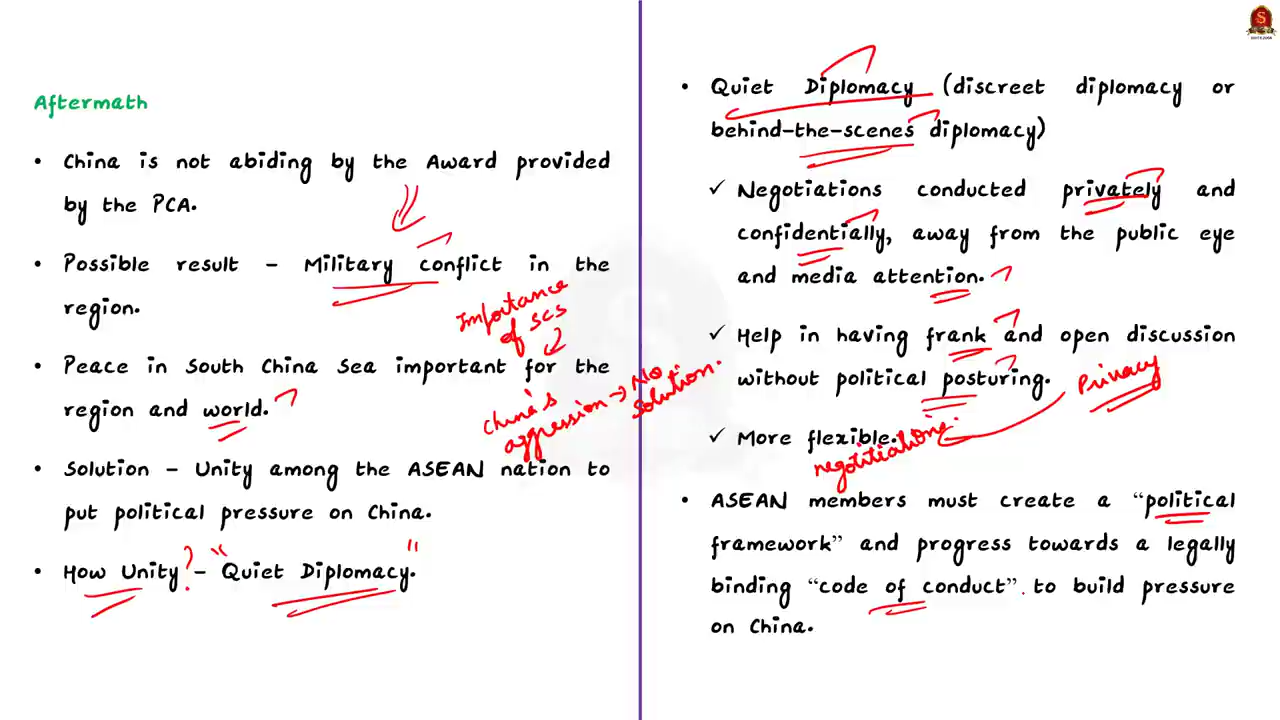 Aftermath
• China is not abiding by the Award provided
by the PCA.
• Possible result – Military conflict in the
region.
Importance
of SCS
• Peace in South China Sea important for the
region and world.
China's
aggression → No
solution.
• Solution – Unity among the ASEAN nation to
put political pressure on China.
• How Unity? – "Quiet Diplomacy."
• Quiet Diplomacy (discreet diplomacy or
behind-the-scenes diplomacy)
✓ Negotiations conducted privately and
confidentially, away from the public eye
and media attention.
✓ Help in having frank and open discussion
without political posturing.
Privacy
✓ More flexible.
negotitiations.
• ASEAN members must create a “political
framework” and progress towards a legally
binding “code of conduct”. to build pressure
on China.